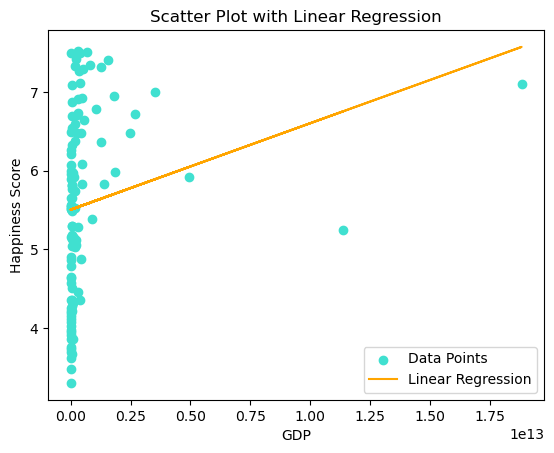 Scatter Plot with Linear Regression
Happiness Score
7
6
5
4
Data Points
Linear Regression
0.00 0.25 0.50 0.75 1.00 1.25 1.50 1.75
1e13
GDP